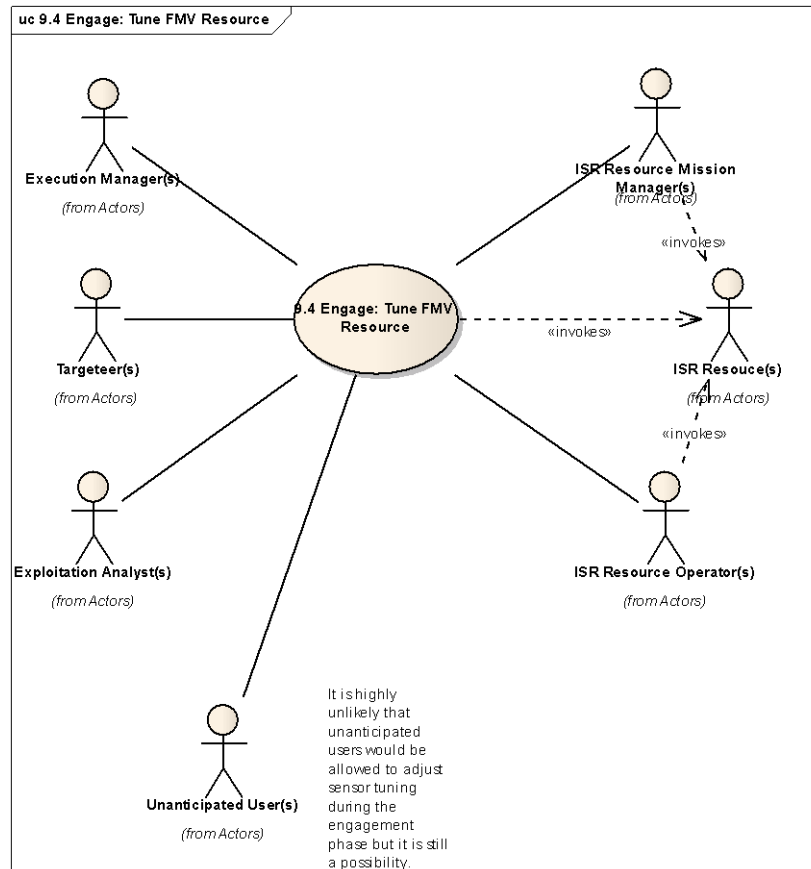 uc 9.4 Engage: Tune FMV Resource
Execution Manager(s)
(from Actors)
ISR Resource Mission
Manager(s)
(from Actors)
«invokes»
9.4 Engage: Tune FMV
Resource
«invokes»
Targeteer(s)
(from Actors)
ISR Resouce(s)
(from Actors)
«invokes»
Exploitation Analyst(s)
(from Actors)
ISR Resource Operator(s)
(from Actors)
Unanticipated User(s)
(from Actors)
It is highly
unlikely that
unanticipated
users would be
allowed to adjust
sensor tuning
during the
engagement
phase but it is still
a possibility.